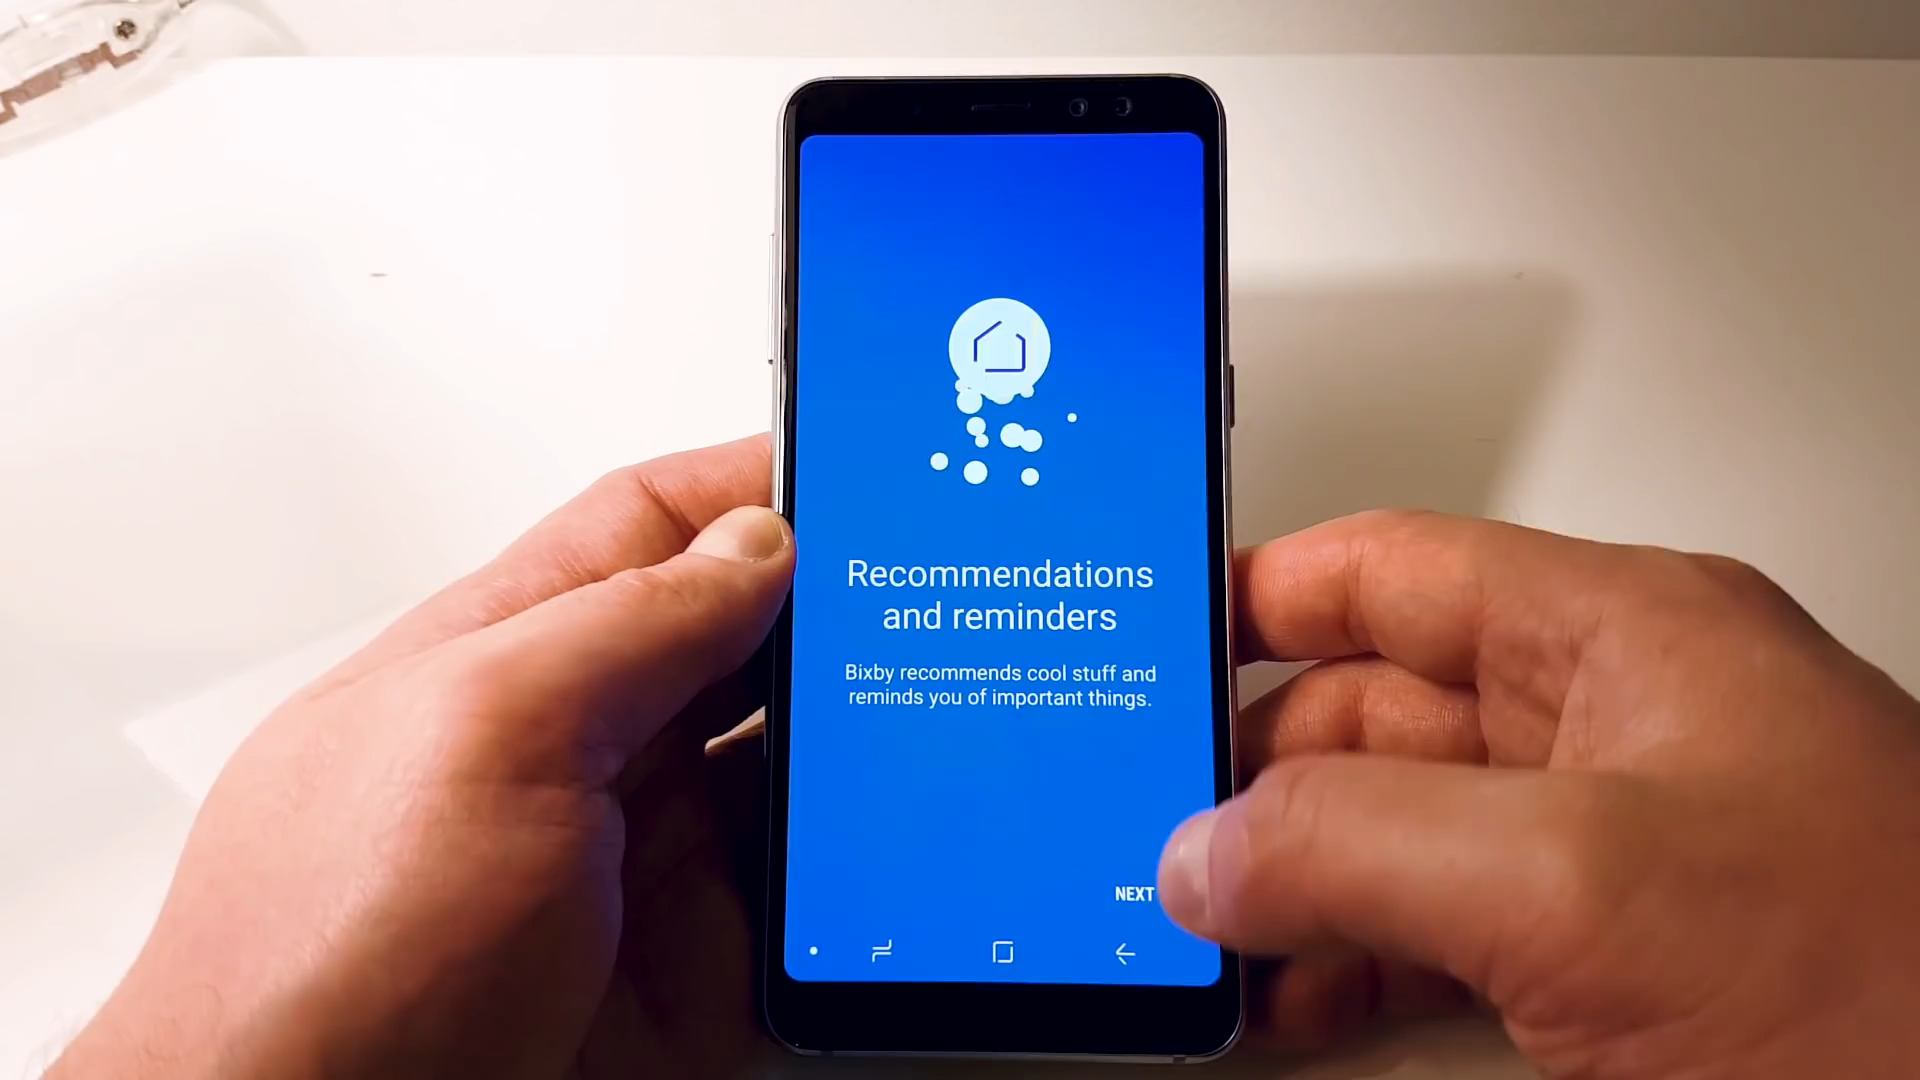 Recommendations
and reminders
Bixby recommends cool stuff and
reminds you of important things.
NEXT